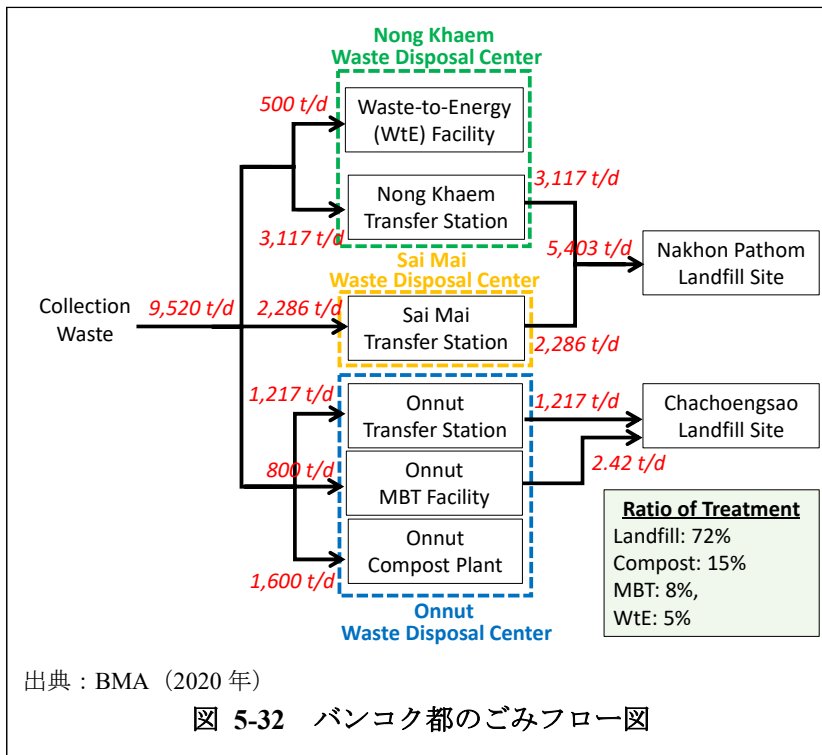 Nong Khaem
Waste Disposal Center
500 t/d
Waste-to-Energy
(WtE) Facility
Nong Khaem
Transfer Station
3,117 t/d
3,117 t/d
5,403 t/d
Nakhon Pathom
Landfill Site
Sai Mai
Waste Disposal Center
Collection
Waste
9,520 t/d
2,286 t/d
Sai Mai
Transfer Station
2,286 t/d
1,217 t/d
Onnut
Transfer Station
1,217 t/d
Chachoengsao
Landfill Site
800 t/d
Onnut
MBT Facility
2.42 t/d
Onnut
Compost Plant
1,600 t/d
Onnut
Waste Disposal Center
Ratio of Treatment
Landfill: 72%
Compost: 15%
MBT: 8%,
WtE: 5%
出典：BMA（2020 年）
図 5-32 バンコク都のごみフロー図